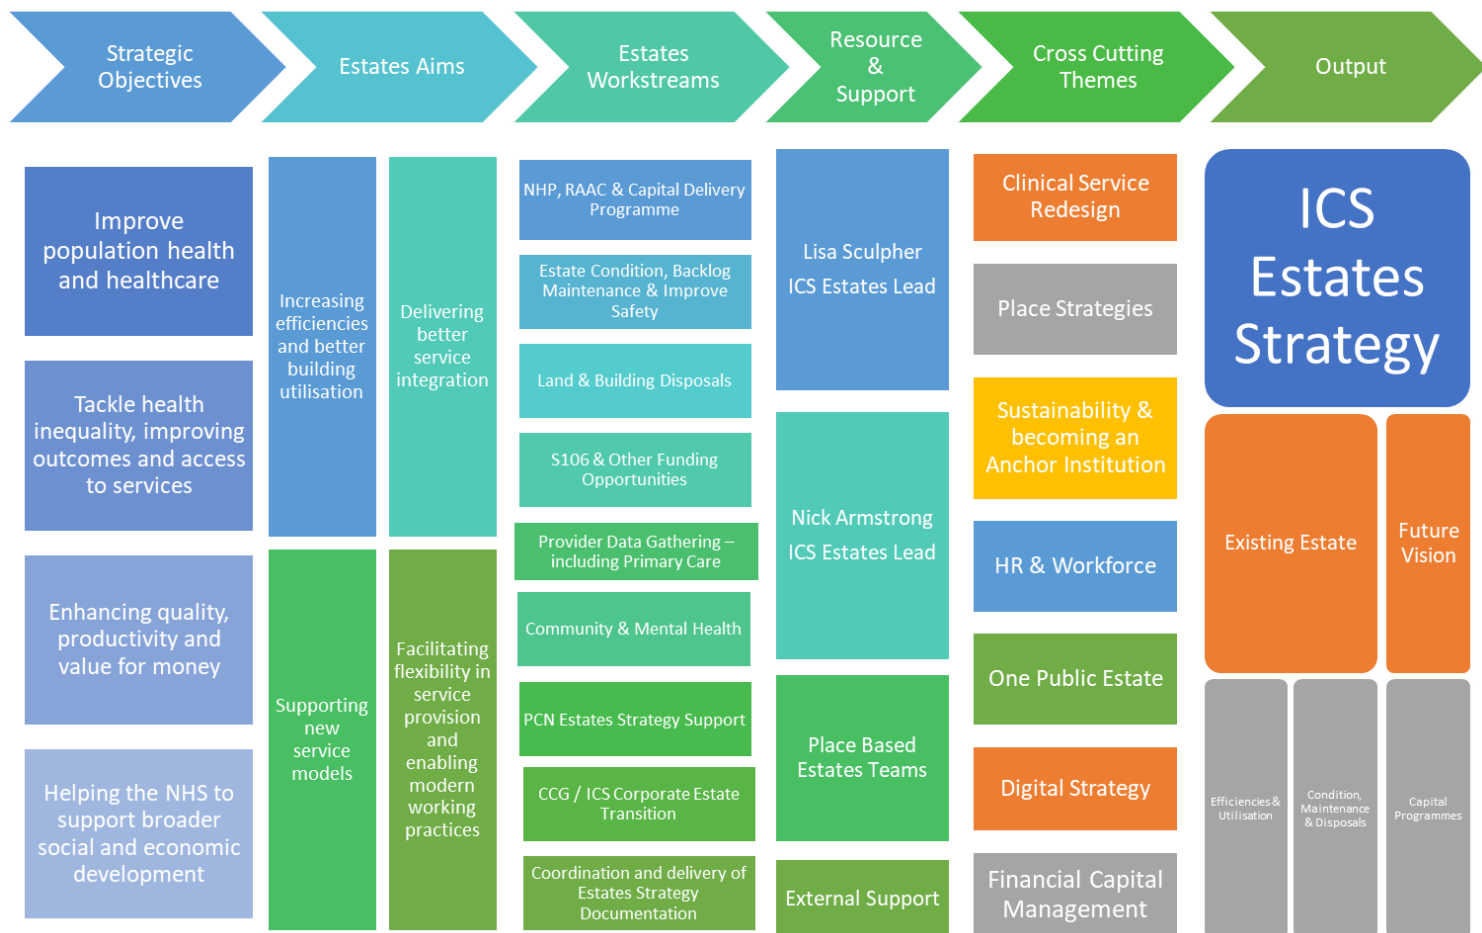 Strategic
Objectives
Estates Aims
Estates
Workstreams
Resource
&
Support
Cross Cutting
Themes
Output
Improve
population health
and healthcare
Tackle health
inequality, improving
outcomes and access
to services
Enhancing quality,
productivity and
value for money
Helping the NHS to
support broader
social and economic
development
Increasing
efficiencies
and better
building
utilisation
Delivering
better
service
integration
Supporting
new
service
models
Facilitating
flexibility in
service
provision
and
enabling
modern
working
practices
NHP, RAAC & Capital Delivery
Programme
Estate Condition, Backlog
Maintenance & Improve
Safety
Land & Building Disposals
S106 & Other Funding
Opportunities
Provider Data Gathering –
including Primary Care
Community & Mental Health
PCN Estates Strategy Support
CCG / ICS Corporate Estate
Transition
Coordination and delivery of
Estates Strategy
Documentation
Lisa Sculpher
ICS Estates Lead
Nick Armstrong
ICS Estates Lead
Place Based
Estates Teams
External Support
Clinical Service
Redesign
Place Strategies
Sustainability &
becoming an
Anchor Institution
HR & Workforce
One Public Estate
Digital Strategy
Financial Capital
Management
ICS
Estates
Strategy
Existing Estate
Future
Vision
Efficiencies &
Utilisation
Condition,
Maintenance
& Disposals
Capital
Programmes